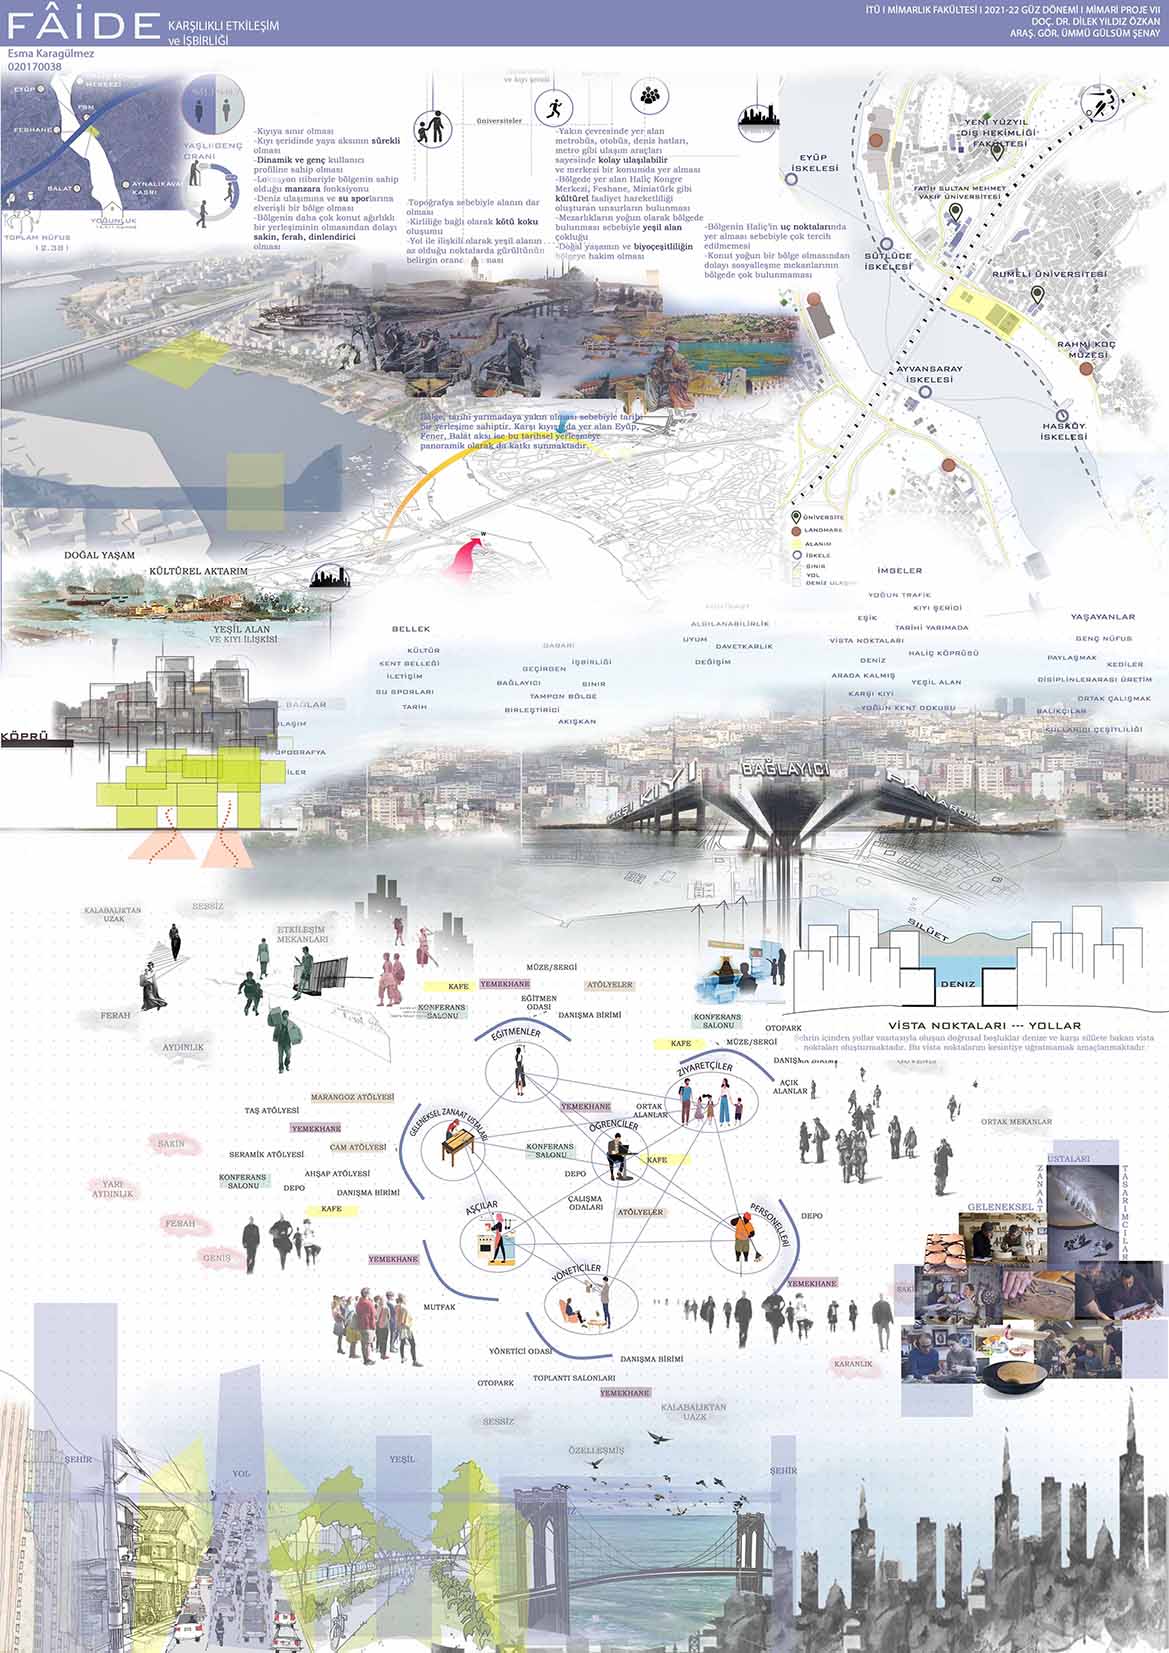 FÂİDE
KARŞILIKLI ETKİLEŞİM
ve İŞBİRLİĞİ
İTÜ I MİMARLIK FAKÜLTESİ I 2021-22 GÜZ DÖNEMİ I MİMARİ PROJE VII
DOÇ. DR. DİLEK YILDIZ ÖZKAN
ARAŞ. GÖR. ÜMMÜ GÜLSÜM ŞENAY
Esma Karagülmez
020170038
EYÜP
FESHANE
BALAT
AYNALIKAVAK
KASRI
YAŞLI/GENÇ
ORANI
TOPLAM NÜFUS
-Kıyıya sınır olması
-Kıyı şeridinde yaya aksının sürekli
olması
-Dinamik ve genç kullanıcı
profiline sahip olması
-Lokasyon itibariyle bölgenin sahip
olduğu manzara fonksiyonu
-Deniz ulaşımına ve su sporlarına
elverişli bir bölge olması
-Bölgenin daha çok konut ağırlıklı
bir yerleşiminin olmasından dolayı
sakin, ferah, dinlendirici
olması
ve kıyı şeridi
üniversiteler
-Topoğrafya sebebiyle alanın dar
olması
-Kirliliğe bağlı olarak kötü koku
oluşumu
-Yol ile ilişkili olarak yeşil alanın
az olduğu noktalarda gürültünün
-Yakın çevresinde yer alan
metrobüs, otobüs, deniz hatları,
metro gibi ulaşım araçları
sayesinde kolay ulaşılabilir
ve merkezi bir konumda yer alması
-Bölgede yer alan Haliç Kongre
Merkezi, Feshane, Miniatürk gibi
kültürel faaliyet hareketliliği
oluşturan unsurların bulunması
-Mezarlıkların yoğun olarak bölgede
bulunması sebebiyle yeşil alan
çokluğu
-Doğal yaşamın ve biyoçeşitliliğin
bölgeye hakim olması
-Bölgenin Haliç'in uç noktalarında
yer alması sebebiyle çok tercih
edilmemesi
-Konut yoğun bir bölge olmasından
dolayı sosyalleşme mekanlarının
bölgede çok bulunmaması
YENİ YÜZYIL
DİŞ HEKİMLİĞİ
FAKÜLTESİ
EYÜP
İSKELESİ
FATİH SULTAN MEHMET
VAKIF ÜNİVERSİTESİ
SÜTLÜCE
İSKELESİ
RUMELİ ÜNİVERSİTESİ
RAHMİ KOÇ
MÜZESİ
AYVANSARAY
İSKELESİ
HASKÖY
İSKELESİ
Bölge, tarihi yarımadaya yakın olması sebebiyle tarihi
bir yerleşime sahiptir. Karşı kıyısında yer alan Eyüp,
Fener, Balat aksı ise bu tarihsel yerleşmeye
panoramik olarak da katkı sunmaktadır.
ÜNİVERSİTE
LANDMARK
ALANIM
İSKELE
SINIR
YOL
W
DOĞAL YAŞAM
KÜLTÜREL AKTARIM
YEŞİL ALAN
VE KIYI İLİŞKİSİ
BELLEK
KÜLTÜR
KENT BELLEĞİ
İLETİŞİM
SU SPORLARI
TARİH
GABARİ
GEÇİRGEN
İŞBİRLİĞİ
BAĞLAYICI
SINIR
TAMPON BÖLGE
BİRLEŞTİRİCİ
AKIŞKAN
ALGILANABİLİRLİK
UYUM
DAVETKARLIK
DEĞİŞİM
İMGELER
YOĞUN TRAFİK
KIYI ŞERİDİ
EŞİK
TARİHİ YARIMADA
VİSTA NOKTALARI
HALİÇ KÖPRÜSÜ
DENİZ
ARADA KALMIŞ
YEŞİL ALAN
KARŞI KIYI
YOĞUN KENT DOKUSU
YAŞAYANLAR
GENÇ NÜFUS
PAYLAŞMAK
KEDİLER
DİSİPLİNLERARASI ÜRETİM
ORTAK ÇALIŞMAK
BALIKÇILAR
KULLANICI ÇEŞİTLİLİĞİ
BAĞLAR
KÖPRÜ
KARŞI KIYI
BAĞLAYICI
SİLÜET
DENİZ
VİSTA NOKTALARI --- YOLLAR
Şehrin içinden yollar vasıtasıyla oluşan doğrusal boşluklar denize ve karşı silüete bakan vista
noktaları oluşturmaktadır. Bu vista noktalarını kesintiye uğratmamak amaçlanmaktadır.
KALABALIKTAN
UZAK
SESSİZ
ETKİLEŞİM
MEKANLARI
FERAH
AYDINLIK
MÜZE/SERGİ
KAFE
YEMEKHANE
ATÖLYELER
KONFERANS
SALONU
EĞİTMEN
ODASI
DANIŞMA BİRİMİ
EĞİTMENLER
KONFERANS
SALONU
OTOPARK
KAFE
MÜZE/SERGİ
DANIŞMA BİRİMİ
ZİYARETÇİLER
AÇIK
ALANLAR
GÜVENLİ
ORTAK MEKANLAR
MARANGOZ ATÖLYESİ
TAŞ ATÖLYESİ
YEMEKHANE
CAM ATÖLYESİ
SERAMİK ATÖLYESİ
AHŞAP ATÖLYESİ
KONFERANS
SALONU
DEPO
DANIŞMA BİRİMİ
KAFE
GELENEKSEL ZANAAT USTALARI
YEMEKHANE
ORTAK
ALANLAR
ÖĞRENCİLER
KONFERANS
SALONU
KAFE
DEPO
ÇALIŞMA
ODALARI
ATÖLYELER
SAKİN
YARI
AYDINLIK
FERAH
GENİŞ
AŞÇILAR
YEMEKHANE
MUTFAK
PERSONELLERİ
DEPO
YEMEKHANE
YÖNETİCİLER
YÖNETİCİ ODASI
DANIŞMA BİRİMİ
OTOPARK
TOPLANTI SALONLARI
YEMEKHANE
SESSİZ
KALABALIKTAN
UAZK
ÖZELLEŞMİŞ
KARANLIK
USTALARI
ZANAAT
GELENEKSEL
TASARIMCILAR
ŞEHİR
YOL
YEŞİL
ŞEHİR